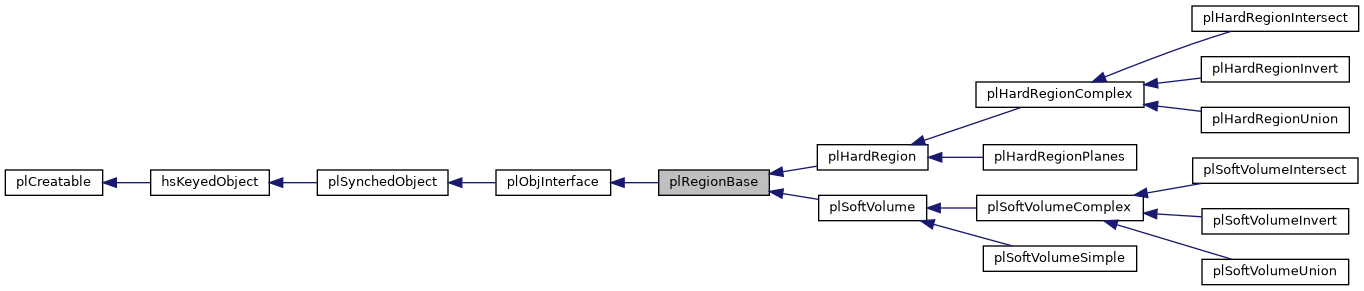 plCreatable
hsKeyedObject
plSynchedObject
plObjInterface
plRegionBase
plHardRegion
plHardRegionComplex
plHardRegionIntersect
plHardRegionInvert
plHardRegionUnion
plHardRegionPlanes
plSoftVolume
plSoftVolumeComplex
plSoftVolumeIntersect
plSoftVolumeInvert
plSoftVolumeUnion
plSoftVolumeSimple